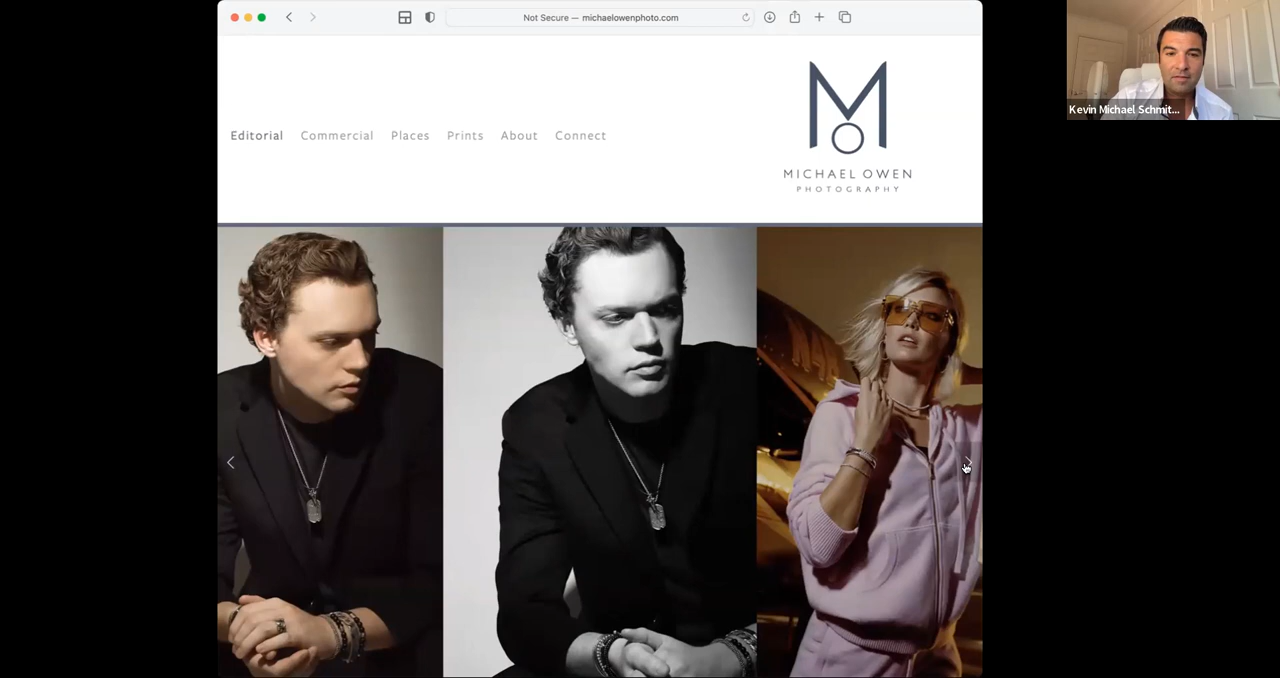 Not Secure — michaelowenphoto.com
Kevin Michael Schmit...
Editorial Commercial Places Prints About Connect
MO
MICHAEL OWEN
PHOTOGRAPHY